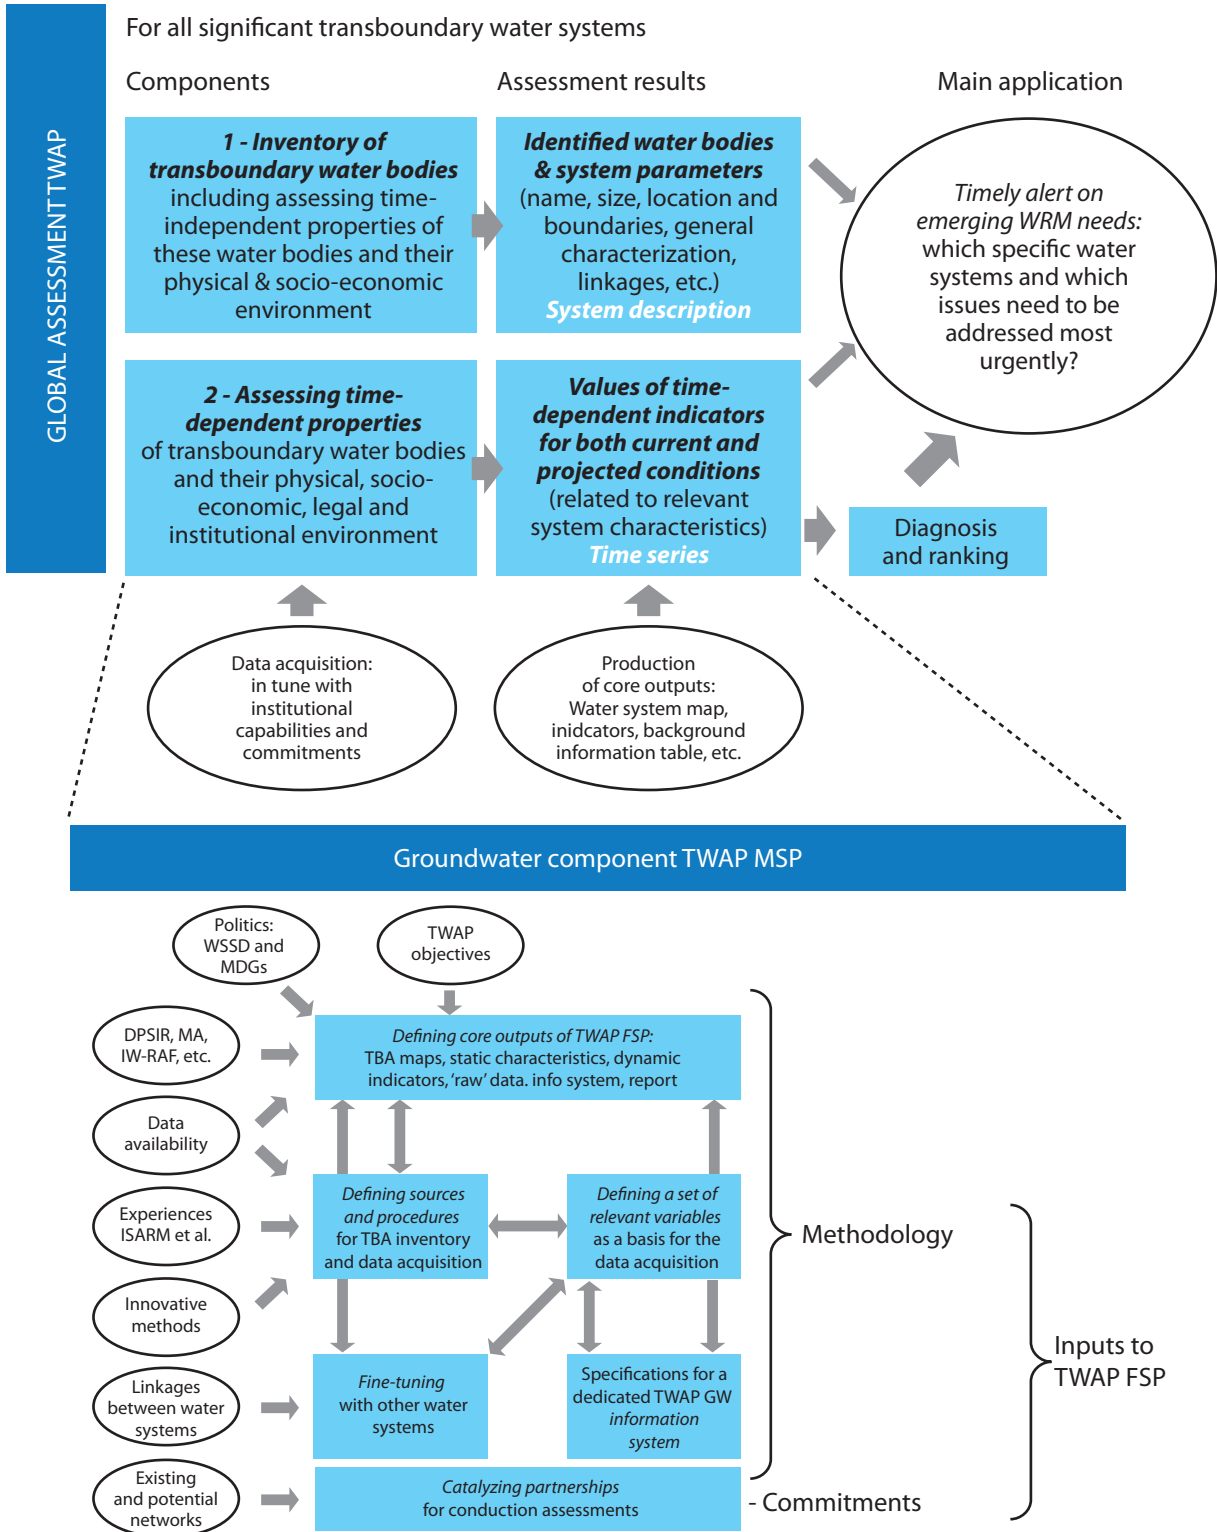 GLOBAL ASSESSMENT TWAP
For all significant transboundary water systems
Components
Assessment results
Main application
1 - Inventory of
transboundary water bodies
including assessing time-
independent properties of
these water bodies and their
physical & socio-economic
environment
Identified water bodies
& system parameters
(name, size, location and
boundaries, general
characterization,
linkages, etc.)
System description
Timely alert on
emerging WRM needs:
which specific water
systems and which
issues need to be
addressed most
urgently?
2 - Assessing time-
dependent properties
of transboundary water bodies
and their physical, socio-
economic, legal and
institutional environment
Values of time-
dependent indicators
for both current and
projected conditions
(related to relevant
system characteristics)
Time series
Diagnosis
and ranking
Data acquisition:
in tune with
institutional
capabilities and
commitments
Production
of core outputs:
Water system map,
inidcators, background
information table, etc.
Groundwater component TWAP MSP
Politics:
WSSD and
MDGs
TWAP
objectives
DPSIR, MA,
IW-RAF, etc.
Defining core outputs of TWAP FSP:
TBA maps, static characteristics, dynamic
indicators, 'raw' data. info system, report
Data
availability
Experiences
ISARM et al.
Defining sources
and procedures
for TBA inventory
and data acquisition
Defining a set of
relevant variables
as a basis for the
data acquisition
Methodology
Innovative
methods
Inputs to
TWAP FSP
Linkages
between water
systems
Fine-tuning
with other water
systems
Specifications for a
dedicated TWAP GW
information
system
Existing
and potential
networks
Catalyzing partnerships
for conduction assessments
- Commitments